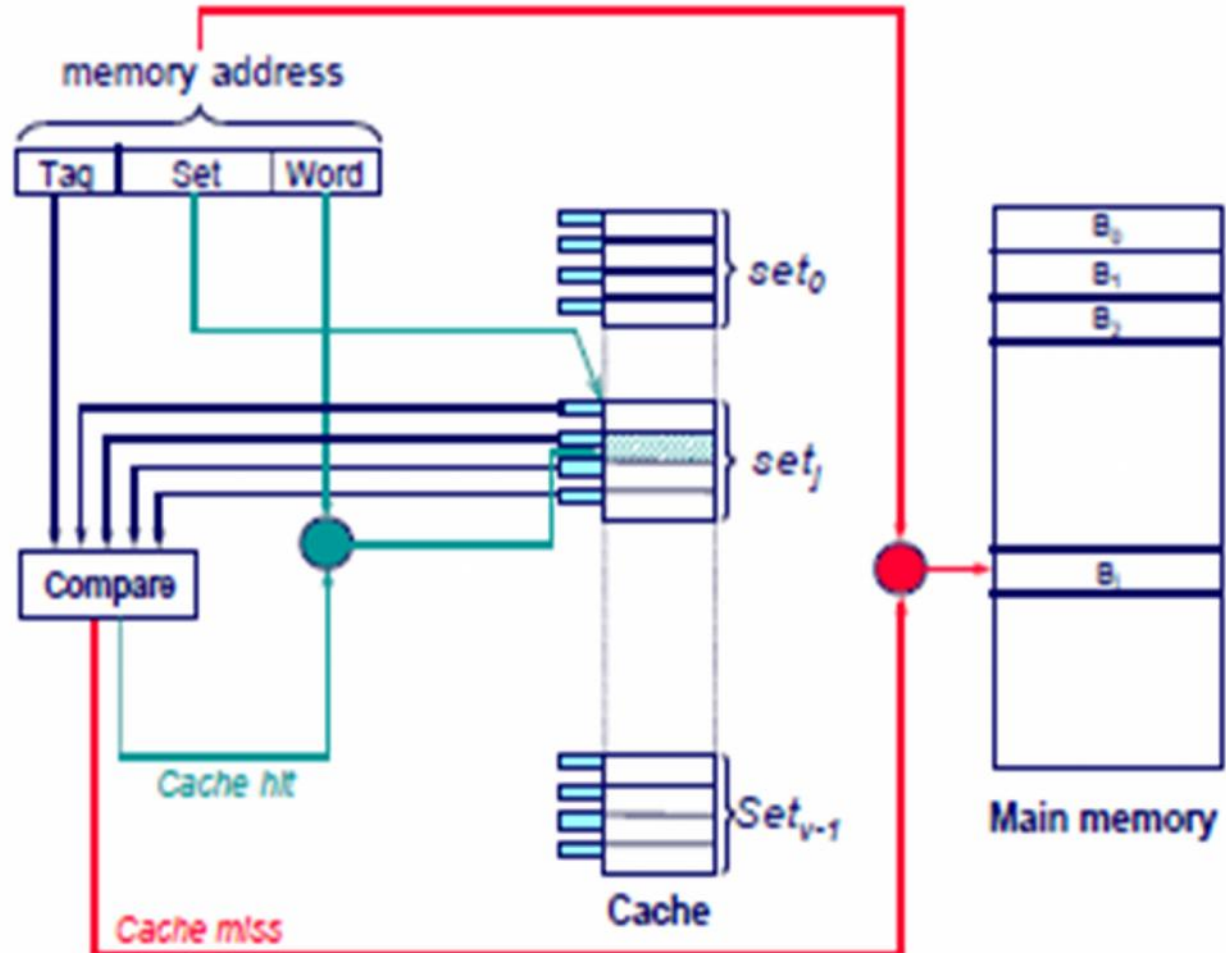 memory address
Tag Set Word
set0
B0
B1
B2
setj
Compare
Bi
Cache hit
Setv-1
Main memory
Cache
Cache miss